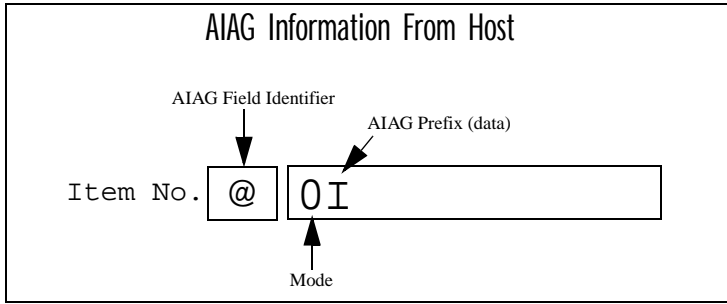 AIAG Information From Host
AIAG Field Identifier
AIAG Prefix (data)
Item No. @ 0I
Mode